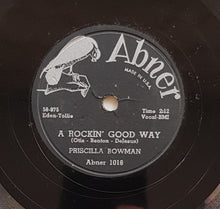 Abner
MADE IN U.S.A.
58-975
Eden-Tollie
Time 2:12
Vocal-BMI
A ROCKIN' GOOD WAY
(Otis - Benton - Defosus)
PRISCILLA BOWMAN
Abner 1018